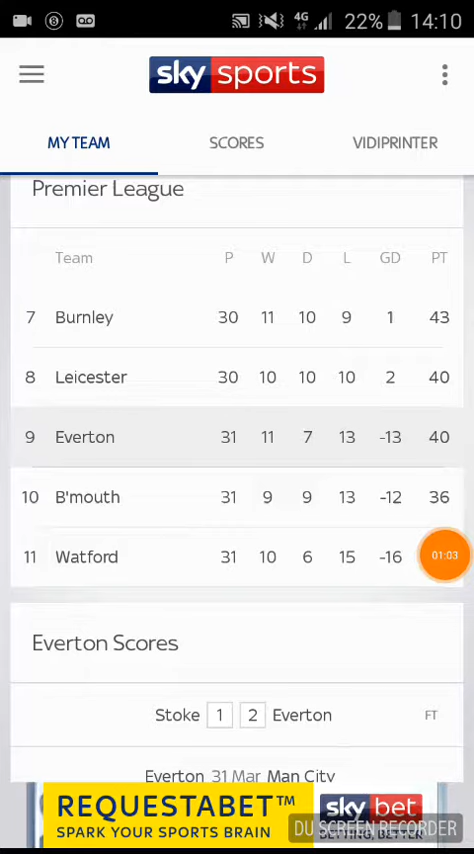 4G 22% 14:10
sky sports
MY TEAM SCORES VIDIPRINTER
Premier League
Team P W D L GD PT
7 Burnley 30 11 10 9 1 43
8 Leicester 30 10 10 10 2 40
9 Everton 31 11 7 13 -13 40
10 B'mouth 31 9 9 13 -12 36
11 Watford 31 10 6 15 -16
01:03
Everton Scores
Stoke 1 2 Everton FT
Everton 31 Mar Man City
REQUESTABET™ sky bet
SPARK YOUR SPORTS BRAIN BETTING, BETTER
DU SCREEN RECORDER